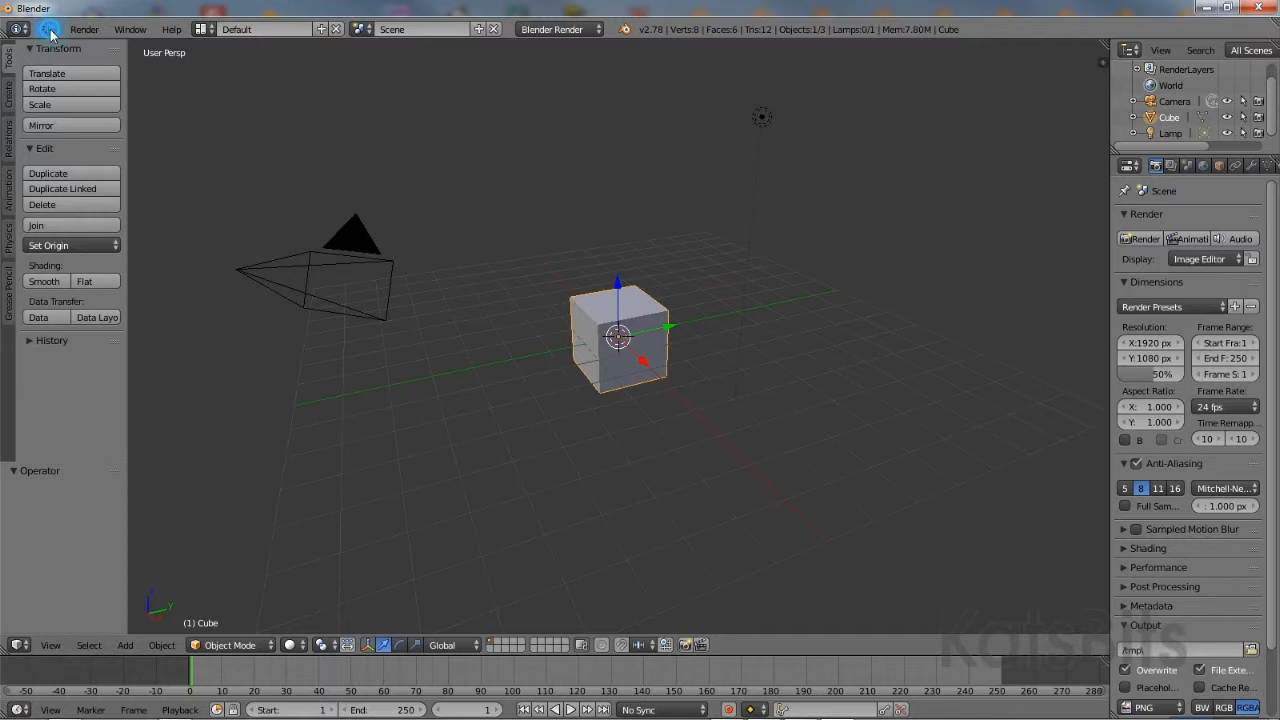 Blender
Render Window Help Default Scene Blender Render v2.78 | Verts:8 | Faces:6 | Tris:12 | Objects:1/3 | Lamps:0/1 | Mem:7.80M | Cube
Tools
Create
Relations
Animation
Physics
Grease Pencil
Transform
Translate
Rotate
Scale
Mirror
Edit
Duplicate
Duplicate Linked
Delete
Join
Set Origin
Shading:
Smooth Flat
Data Transfer:
Data Data Layo
History
Operator
User Persp
z
y
(1) Cube
View Search All Scenes
RenderLayers
World
Camera
Cube
Lamp
Scene
Render
Render Animati Audio
Display: Image Editor
Dimensions
Render Presets
Resolution: Frame Range:
X:1920 px Start Fra:1
Y:1080 px End F: 250
50% Frame S: 1
Aspect Ratio: Frame Rate:
X: 1.000 24 fps
Y: 1.000 Time Remapp...
B Cr 10 10
Anti-Aliasing
5 8 11 16 Mitchell-Ne...
Full Sam... : 1.000 px
Sampled Motion Blur
Shading
Performance
Post Processing
Metadata
Output
/tmp\
Overwrite File Exte...
Placehol... Cache Re...
PNG BW RGB RGBA
KatsBits
View Select Add Object Object Mode Global
-50 -40 -30 -20 -10 0 10 20 30 40 50 60 70 80 90 100 110 120 130 140 150 160 170 180 190 200 210 220 230 240 250 260 270 280
View Marker Frame Playback Start: 1 End: 250 1 No Sync